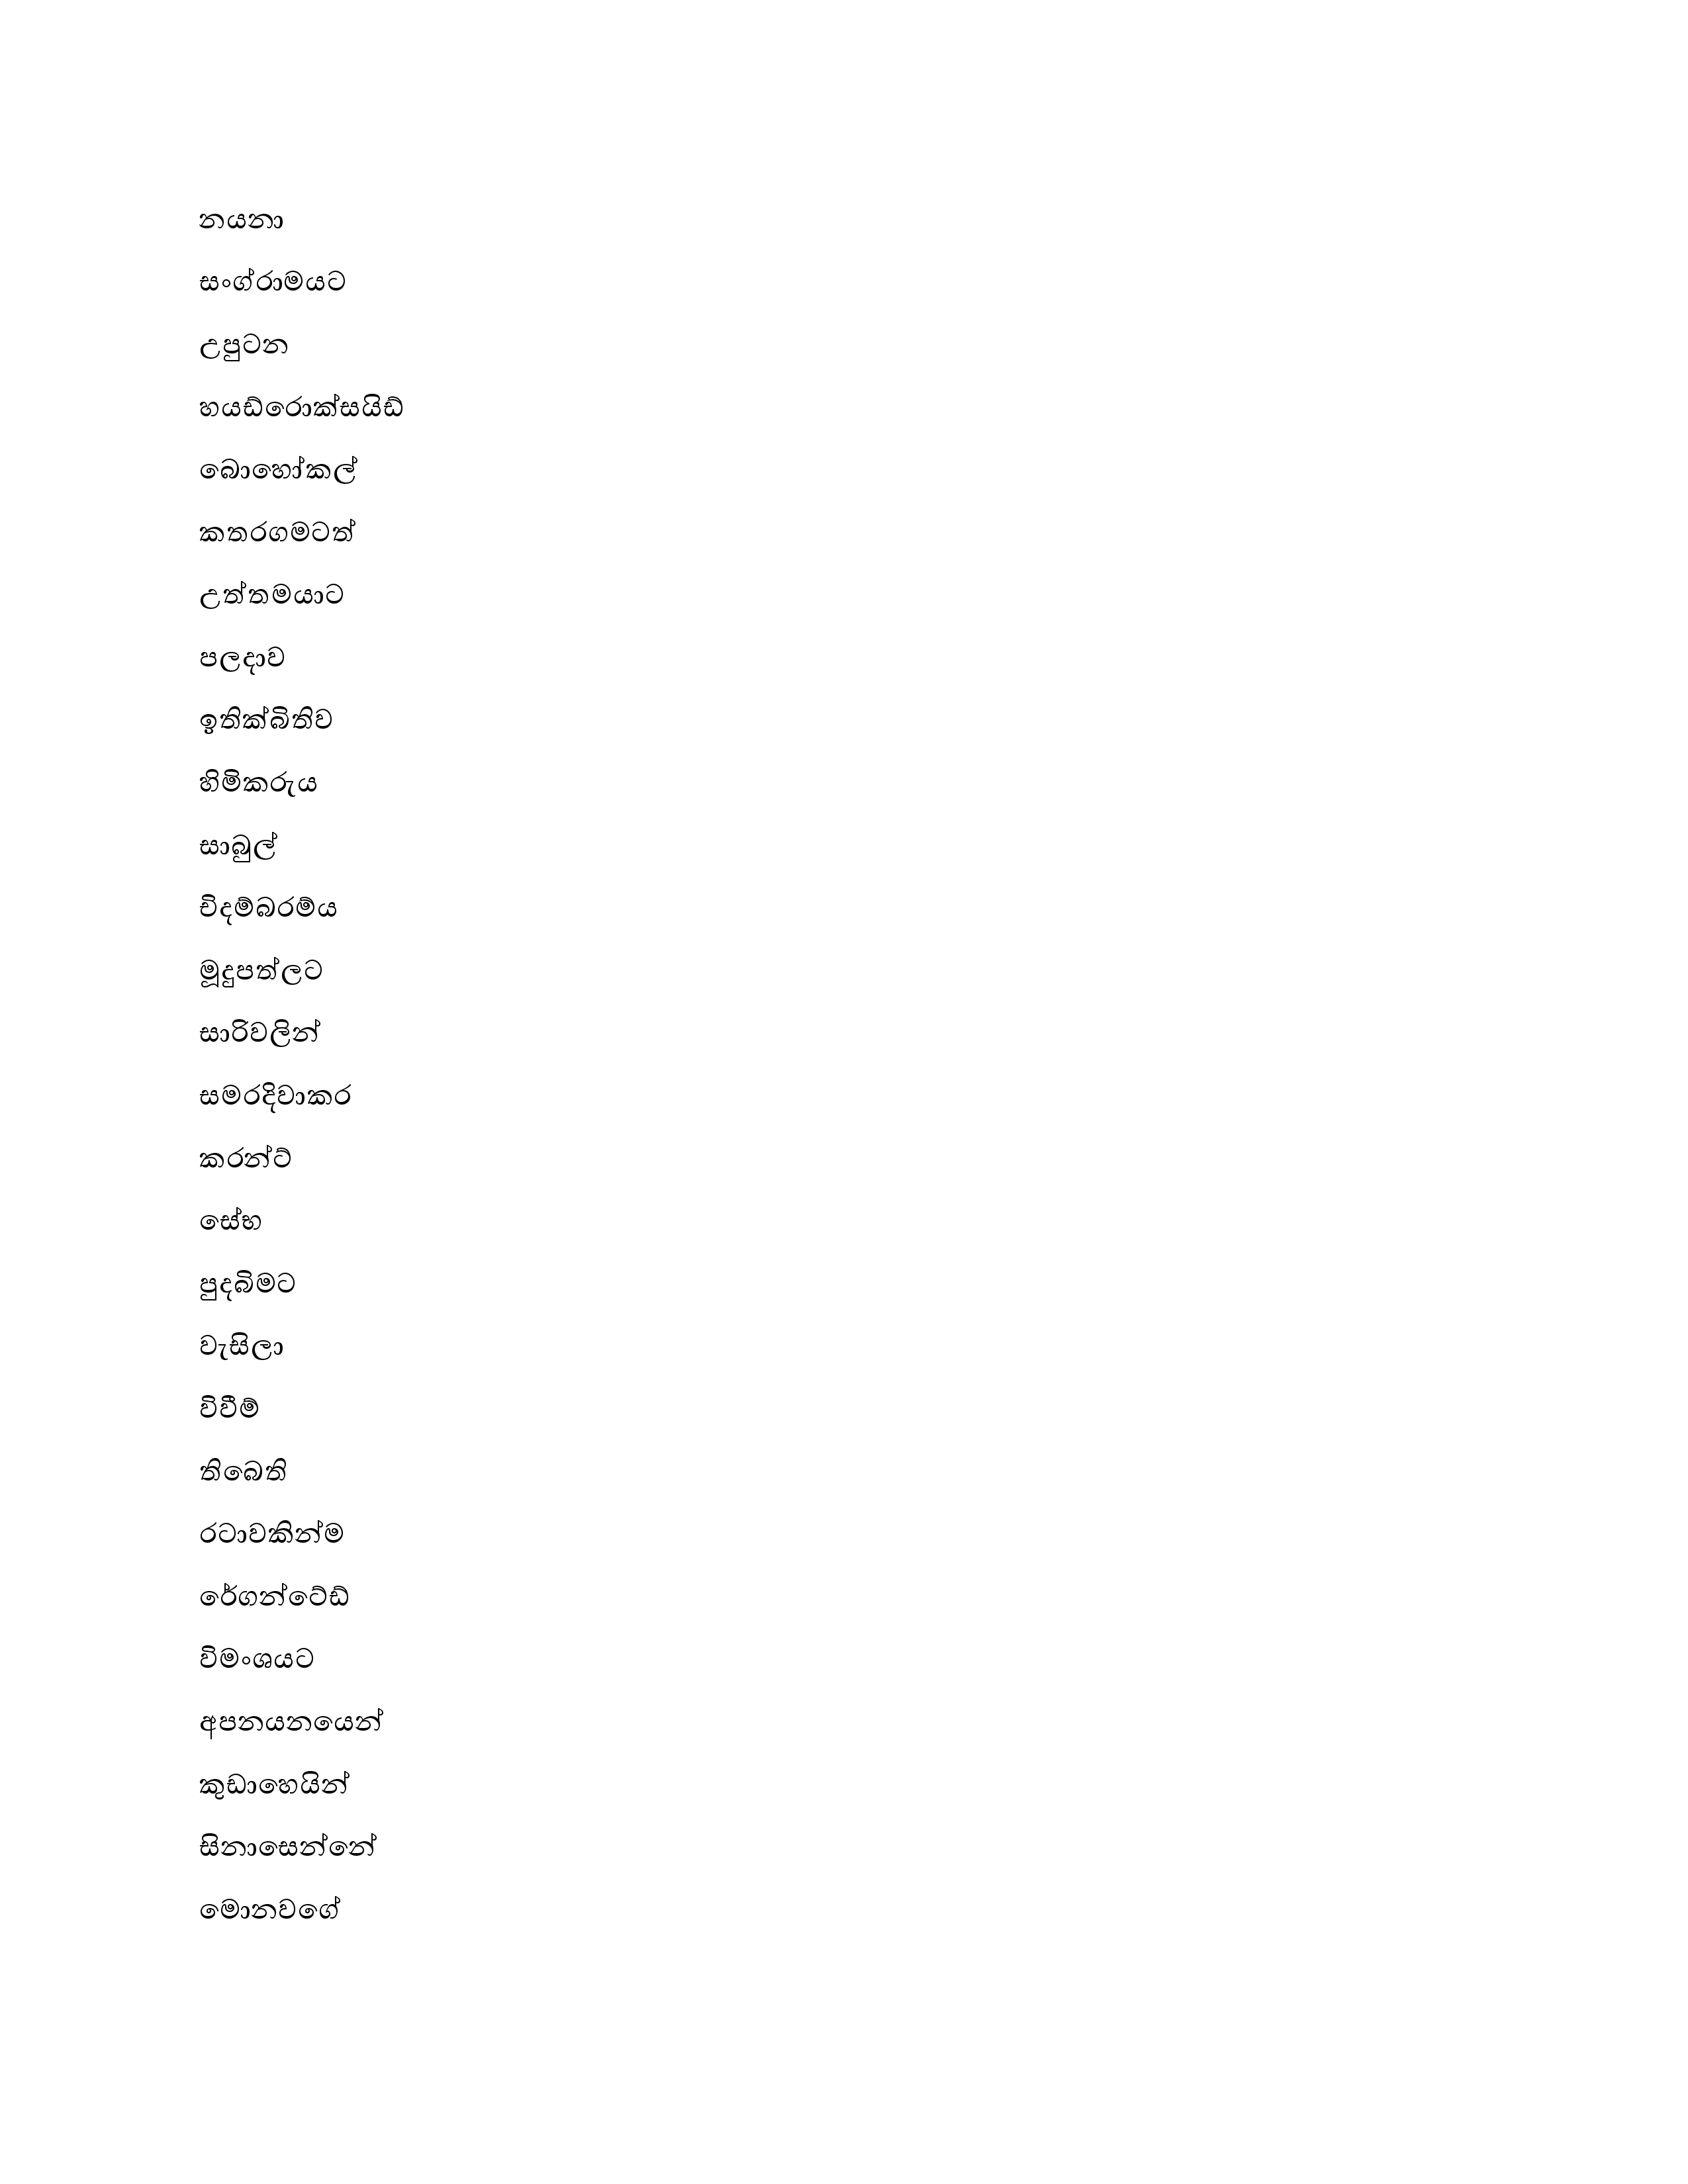 නයනා
සංග්රාමයට
උපුටන
හයඩ්රොක්සයිඩ්
බොහෝකල්
කතරගමටත්
උත්තමයාට
පලදාව
ඉතික්බිතිව
හිමිකරුය
සාබුල්
චිදම්බරම්ය
මූදුපත්ලට
සාරිවලින්
සමරදිවාකර
කරන්ට්
සේභ
පුදබිමට
වැසිලා
විවීම්
තිබෙති
රටාවකින්ම
රේගන්ටේඩ්
විමංශයට
අපනයනයෙන්
කුඩාහෙයින්
සිනාසෙන්නේ
මොනවගේ